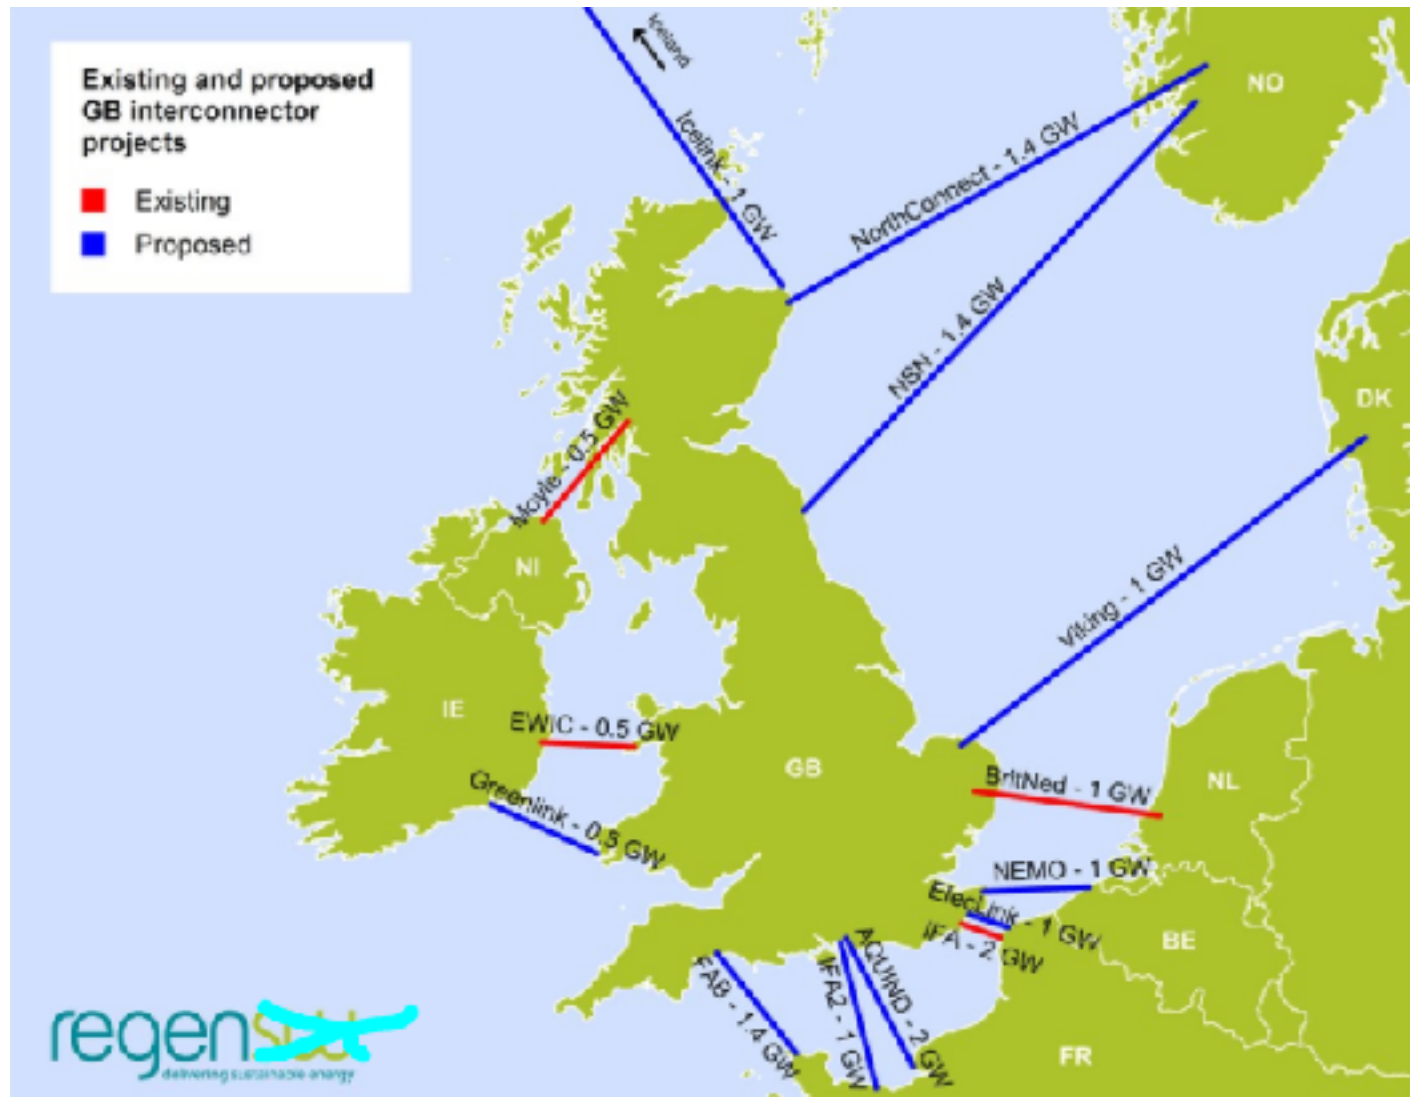 Existing and proposed
GB interconnector
projects
Existing
Proposed
Iceland
NO
Icelink - 1 GW
NorthConnect - 1.4 GW
NSN - 1.4 GW
DK
Moyle - 0.5 GW
NI
Viking - 1 GW
IE
EWIC - 0.5 GW
GB
BritNed - 1 GW
NL
Greenlink - 0.5 GW
NEMO - 1 GW
ElecLink - 1 GW
IFA - 2 GW
BE
FAB - 1.4 GW
IFA2 - 1 GW
AQUIND - 2 GW
FR
regen
delivering sustainable energy